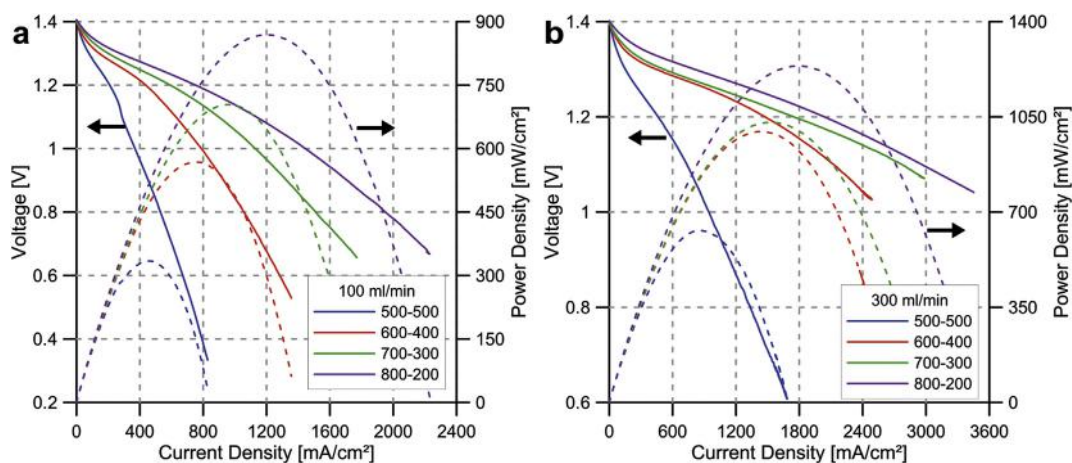 a
1.4
1.2
1
0.8
0.6
0.4
0.2
Voltage [V]
900
750
600
450
300
150
0
Power Density [mW/cm²]
100 ml/min
500-500
600-400
700-300
800-200
0 400 800 1200 1600 2000 2400
Current Density [mA/cm²]
b
1.4
1.2
1
0.8
0.6
Voltage [V]
1400
1050
700
350
0
Power Density [mW/cm²]
300 ml/min
500-500
600-400
700-300
800-200
0 600 1200 1800 2400 3000 3600
Current Density [mA/cm²]